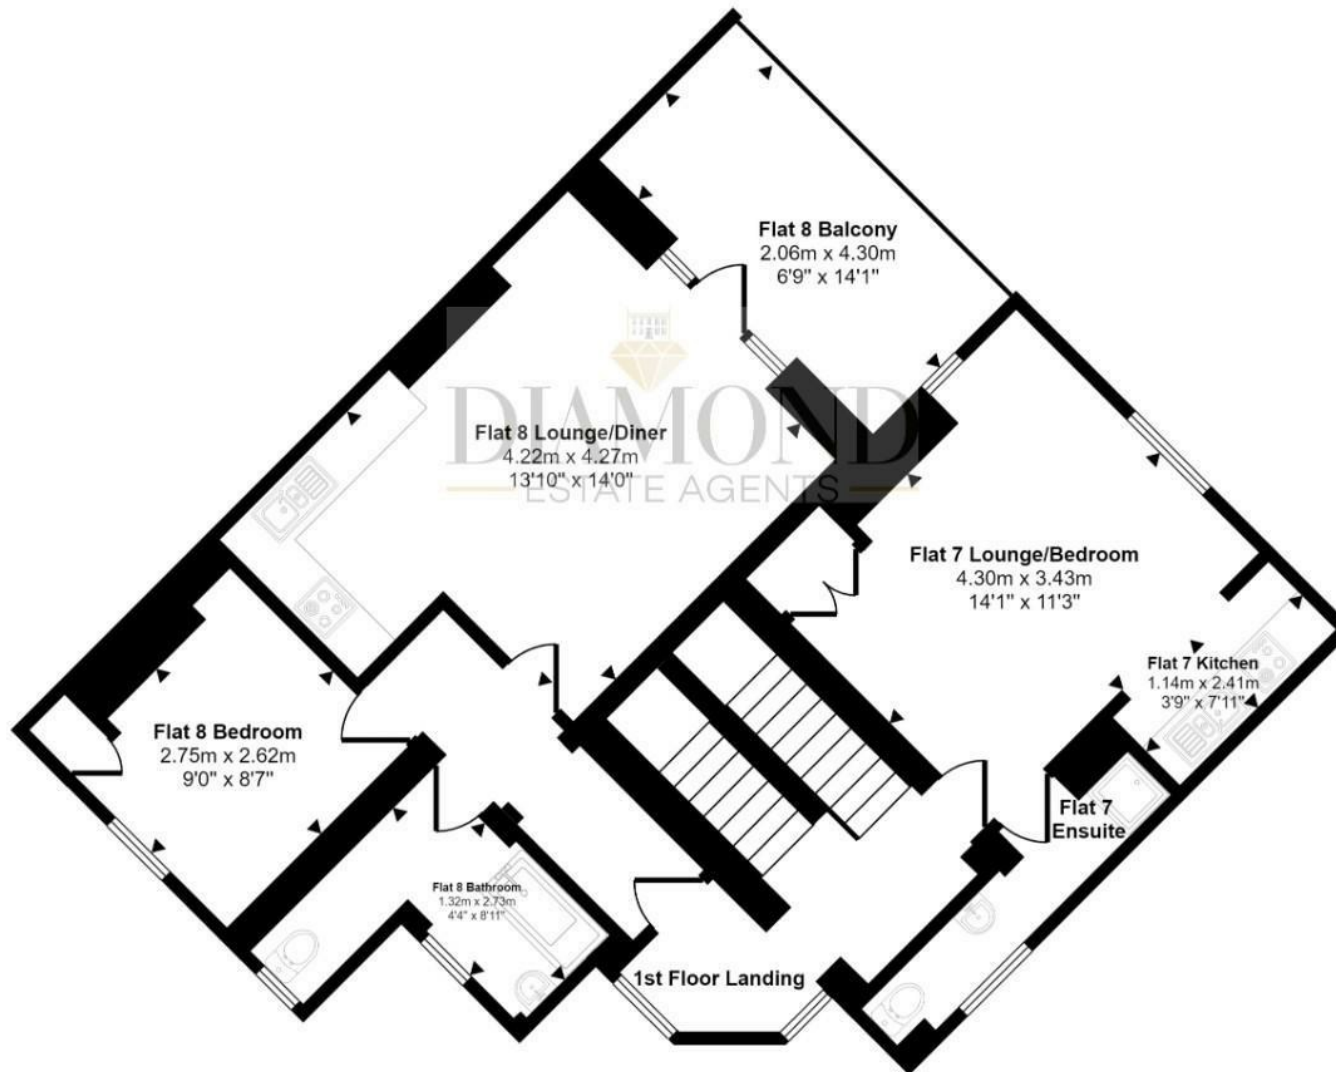 Flat 8 Balcony
2.06m x 4.30m
6'9" x 14'1"
DIAMOND
ESTATE AGENTS
Flat 8 Lounge/Diner
4.22m x 4.27m
13'10" x 14'0"
Flat 7 Lounge/Bedroom
4.30m x 3.43m
14'1" x 11'3"
Flat 7 Kitchen
1.14m x 2.41m
3'9" x 7'11"
Flat 8 Bedroom
2.75m x 2.62m
9'0" x 8'7"
Flat 7
Ensuite
Flat 8 Bathroom
1.32m x 2.73m
4'4" x 8'11"
1st Floor Landing